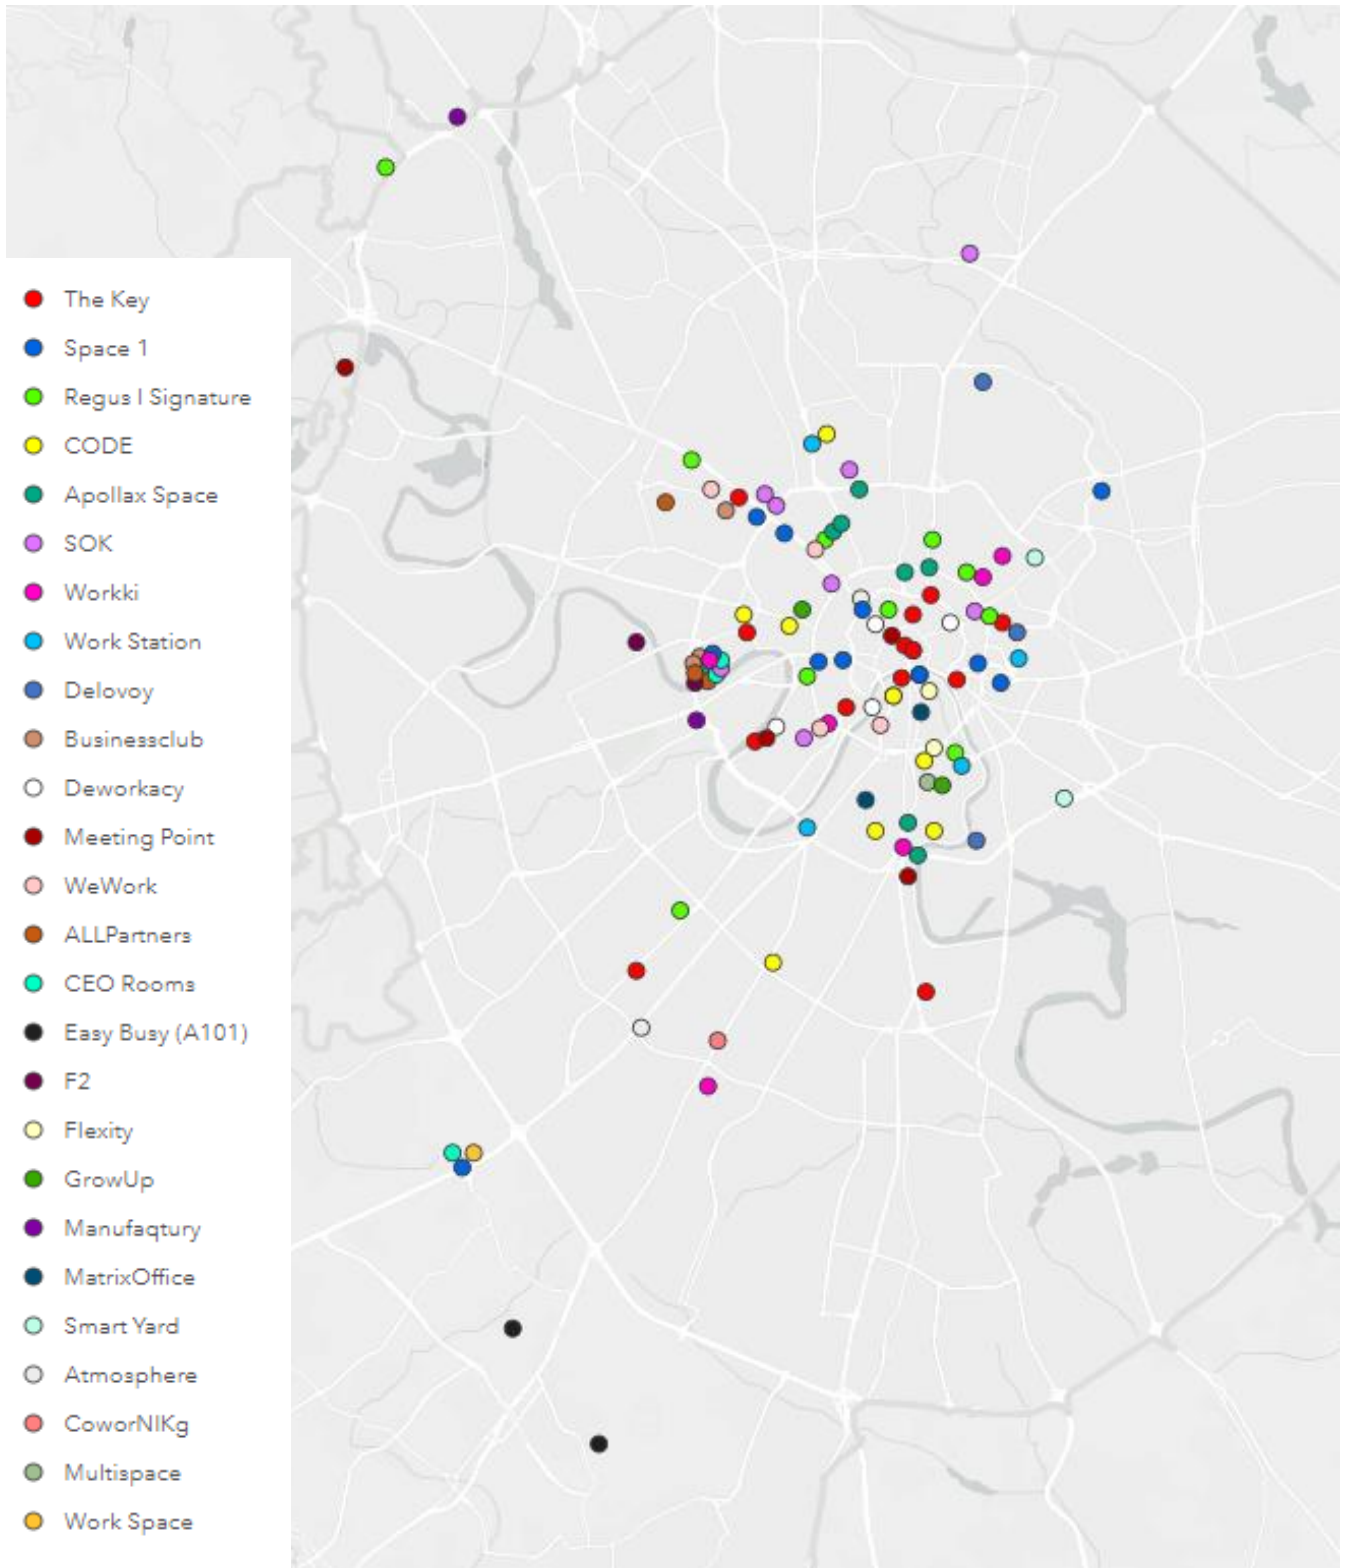 The Key
Space 1
Regus I Signature
CODE
Apollax Space
SOK
Workki
Work Station
Delovoy
Businessclub
Deworkacy
Meeting Point
WeWork
ALLPartners
CEO Rooms
Easy Busy (A101)
F2
Flexity
GrowUp
Manufaqtury
MatrixOffice
Smart Yard
Atmosphere
CoworNIKg
Multispace
Work Space